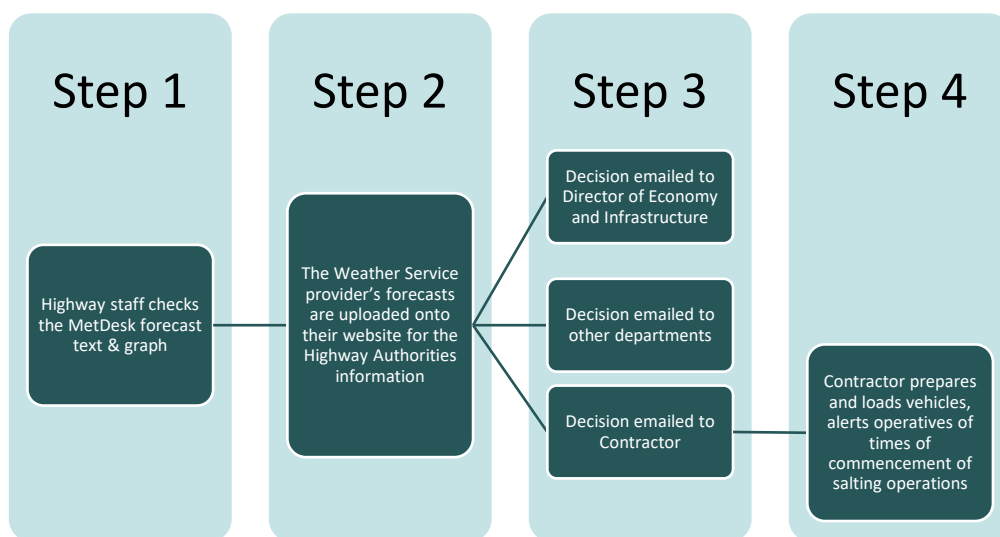 Step 1
Highway staff checks
the MetDesk forecast
text & graph
Step 2
The Weather Service
provider's forecasts
are uploaded onto
their website for the
Highway Authorities
information
Step 3
Decision emailed to
Director of Economy
and Infrastructure
Decision emailed to
other departments
Decision emailed to
Contractor
Step 4
Contractor prepares
and loads vehicles,
alerts operatives of
times of
commencement of
salting operations